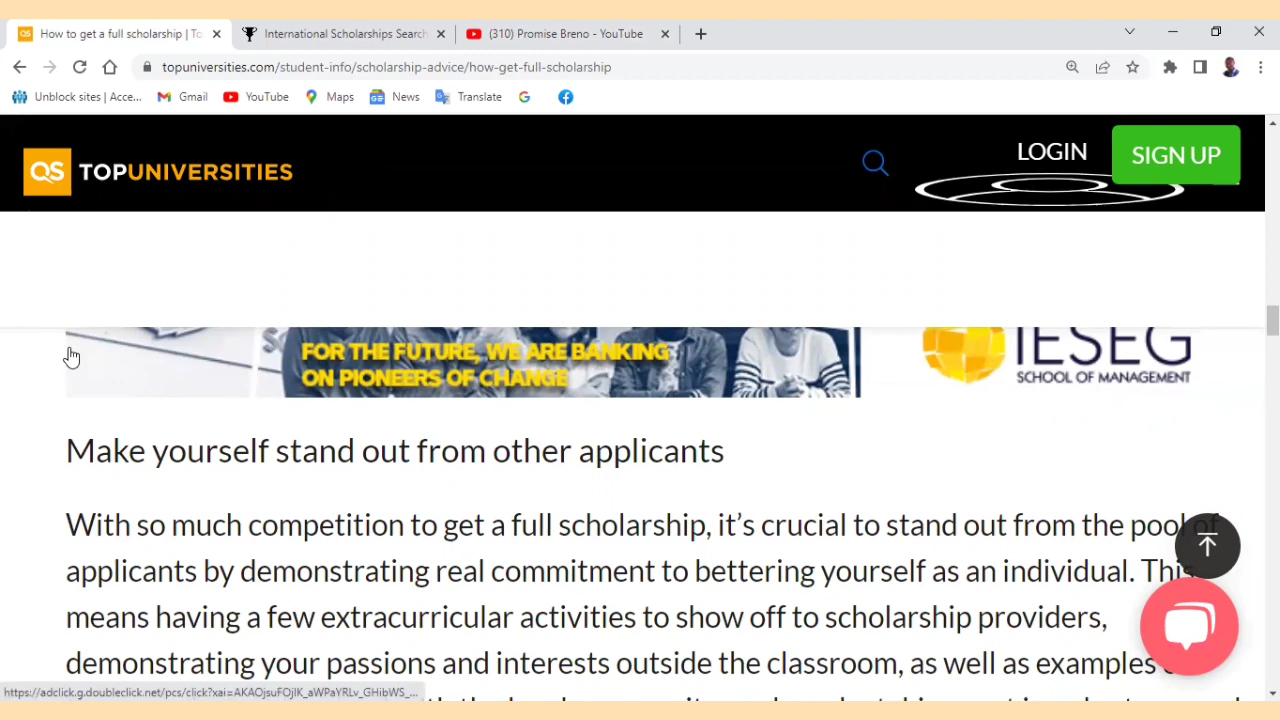 How to get a full scholarship | To
International Scholarships Search
(310) Promise Breno - YouTube
topuniversities.com/student-info/scholarship-advice/how-get-full-scholarship
Unblock sites | Acce...
Gmail
YouTube
Maps
News
Translate
QS TOPUNIVERSITIES
LOGIN
SIGN UP
FOR THE FUTURE, WE ARE BANKING
ON PIONEERS OF CHANGE
IESEG
SCHOOL OF MANAGEMENT
Make yourself stand out from other applicants
With so much competition to get a full scholarship, it's crucial to stand out from the pool of
applicants by demonstrating real commitment to bettering yourself as an individual. This
means having a few extracurricular activities to show off to scholarship providers,
demonstrating your passions and interests outside the classroom, as well as examples
https://adclick.g.doubleclick.net/pcs/click?xai=AKAOjsuFOjlK_aWPaYRLv_GHibWS_...